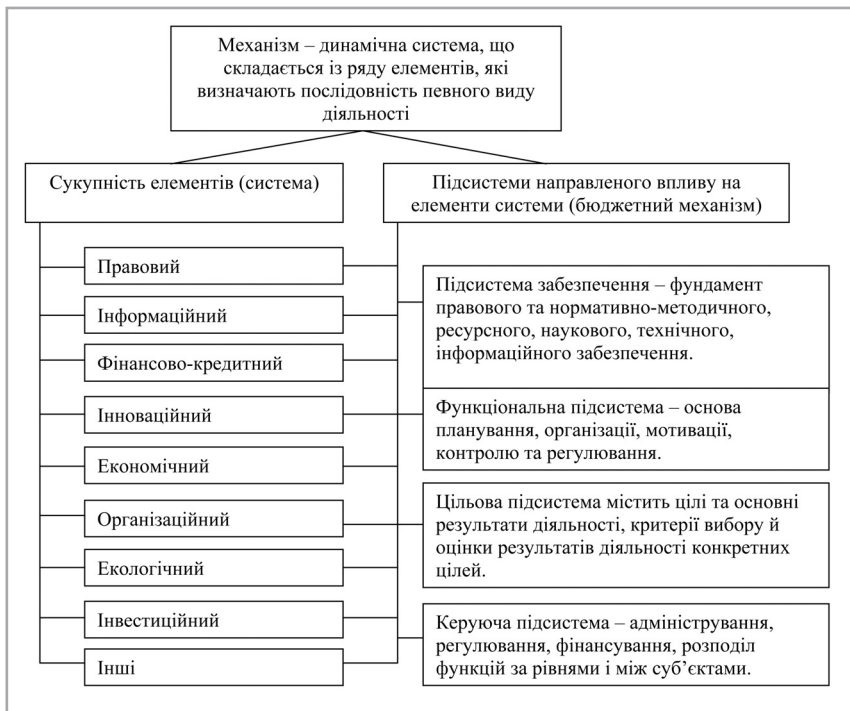 Механізм – динамічна система, що
складається із ряду елементів, які
визначають послідовність певного виду
діяльності
Сукупність елементів (система)
Підсистеми направленого впливу на
елементи системи (бюджетний механізм)
Правовий
Інформаційний
Фінансово-кредитний
Інноваційний
Економічний
Організаційний
Екологічний
Інвестиційний
Інші
Підсистема забезпечення – фундамент
правового та нормативно-методичного,
ресурсного, наукового, технічного,
інформаційного забезпечення.
Функціональна підсистема – основа
планування, організації, мотивації,
контролю та регулювання.
Цільова підсистема містить цілі та основні
результати діяльності, критерії вибору й
оцінки результатів діяльності конкретних
цілей.
Керуюча підсистема – адміністрування,
регулювання, фінансування, розподіл
функцій за рівнями і між суб’єктами.